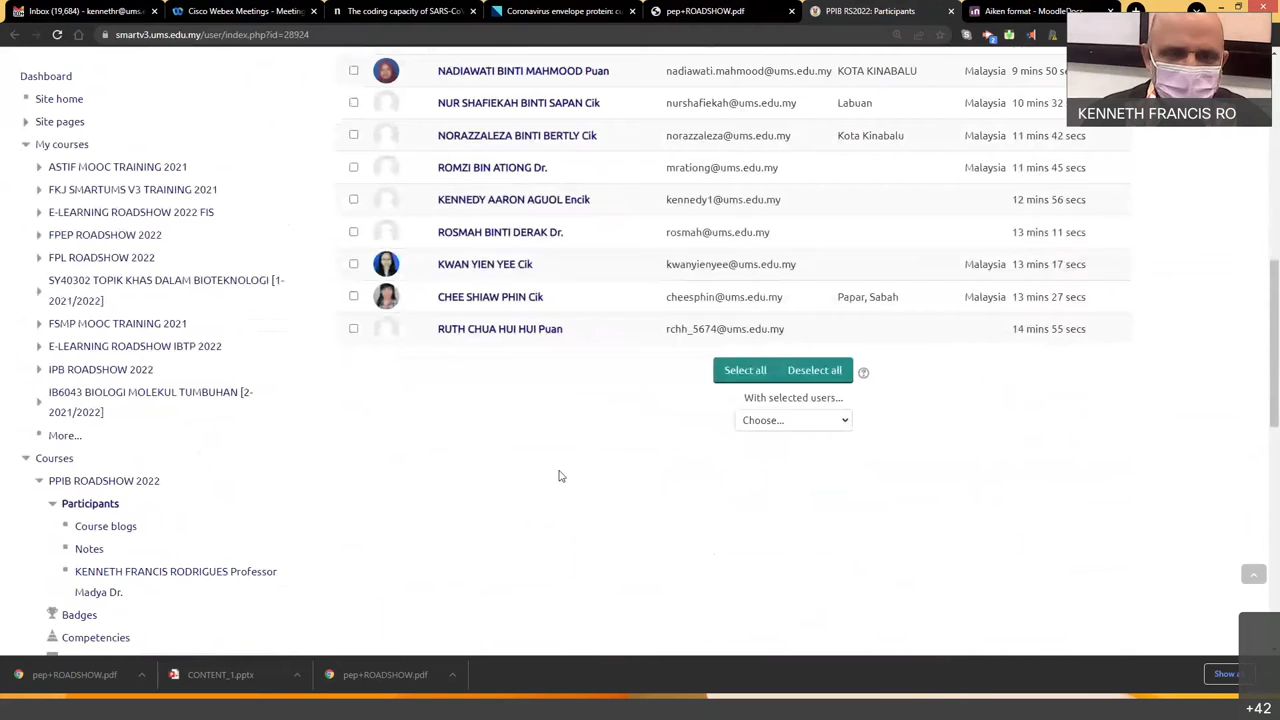 Inbox (19,684) - kennethr@ums.e
Cisco Webex Meetings - Meeting
The coding capacity of SARS-CoV
Coronavirus envelope protein: cu
pep+ROADSHOW.pdf
PPIB RS2022: Participants
Aiken format - MoodleDocs
smartv3.ums.edu.my/user/index.php?id=28924
KENNETH FRANCIS RO
Dashboard
Site home
Site pages
My courses
ASTIF MOOC TRAINING 2021
FKJ SMARTUMS V3 TRAINING 2021
E-LEARNING ROADSHOW 2022 FIS
FPEP ROADSHOW 2022
FPL ROADSHOW 2022
SY40302 TOPIK KHAS DALAM BIOTEKNOLOGI [1-
2021/2022]
FSMP MOOC TRAINING 2021
E-LEARNING ROADSHOW IBTP 2022
IPB ROADSHOW 2022
IB6043 BIOLOGI MOLEKUL TUMBUHAN [2-
2021/2022]
More...
Courses
PPIB ROADSHOW 2022
Participants
Course blogs
Notes
KENNETH FRANCIS RODRIGUES Professor
Madya Dr.
Badges
Competencies
NADIAWATI BINTI MAHMOOD Puan nadiawati.mahmood@ums.edu.my KOTA KINABALU Malaysia 9 mins 50 se
NUR SHAFIEKAH BINTI SAPAN Cik nurshafiekah@ums.edu.my Labuan Malaysia 10 mins 32
NORAZZALEZA BINTI BERTLY Cik norazzaleza@ums.edu.my Kota Kinabalu Malaysia 11 mins 42 secs
ROMZI BIN ATIONG Dr. mrationg@ums.edu.my Malaysia 11 mins 45 secs
KENNEDY AARON AGUOL Encik kennedy1@ums.edu.my 12 mins 56 secs
ROSMAH BINTI DERAK Dr. rosmah@ums.edu.my 13 mins 11 secs
KWAN YIEN YEE Cik kwanyienyee@ums.edu.my Malaysia 13 mins 17 secs
CHEE SHIAW PHIN Cik cheesphin@ums.edu.my Papar, Sabah Malaysia 13 mins 27 secs
RUTH CHUA HUI HUI Puan rchh_5674@ums.edu.my 14 mins 55 secs
Select all Deselect all
With selected users...
Choose...
pep+ROADSHOW.pdf
CONTENT_1.pptx
pep+ROADSHOW.pdf
Show a
+42